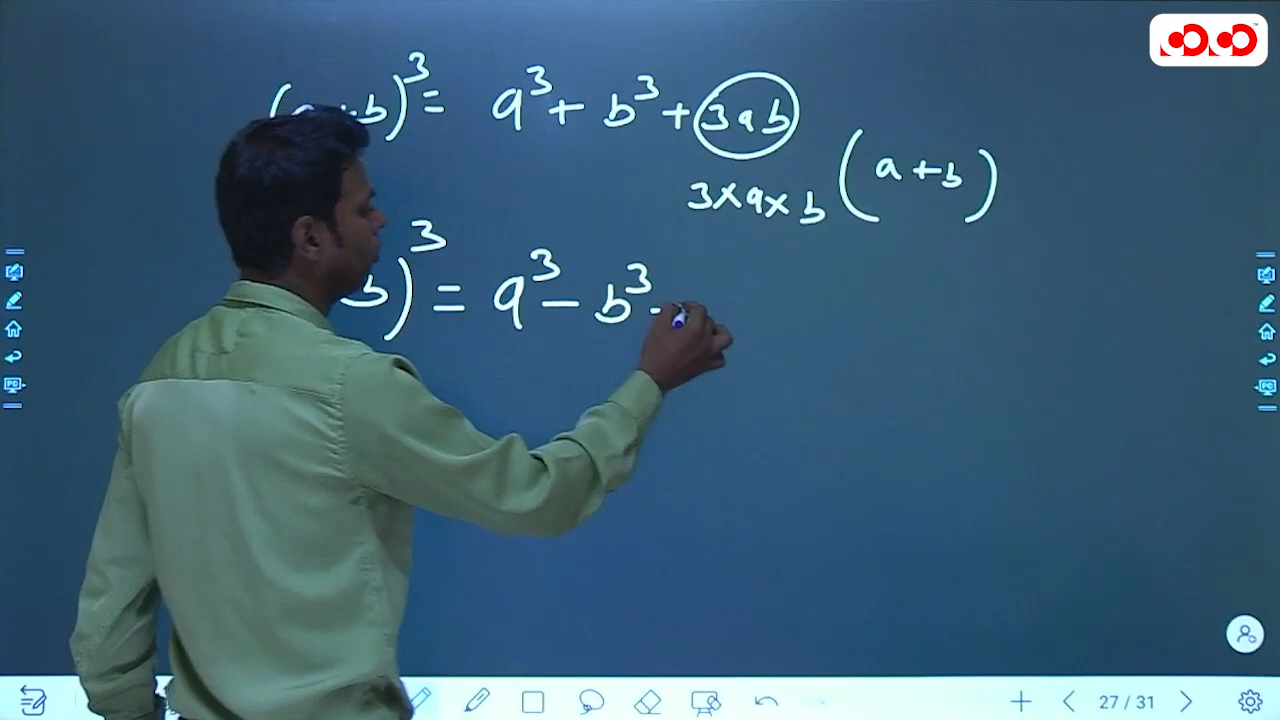 b)³ = a³ + b³ + 3ab
3×a×b (a+b)
b)³ = a³ - b³ -
27 / 31